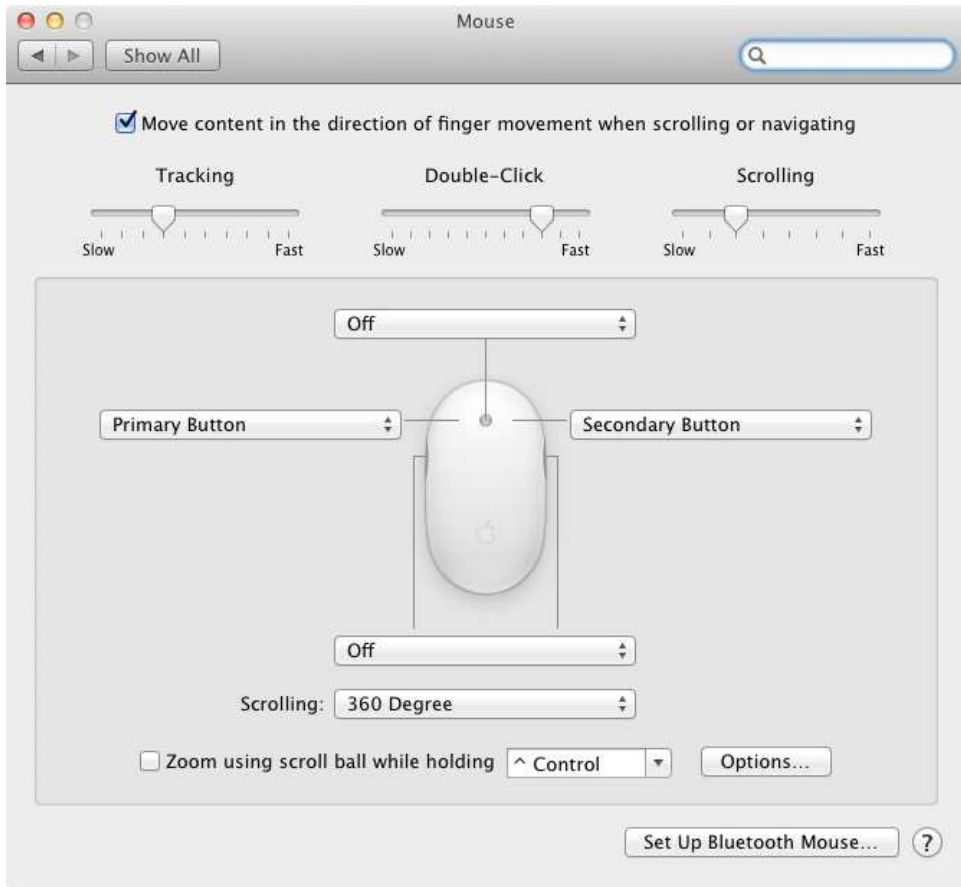 Mouse
Show All
Move content in the direction of finger movement when scrolling or navigating
Tracking Double-Click Scrolling
Slow Fast Slow Fast Slow Fast
Off
Primary Button Secondary Button
Off
Scrolling: 360 Degree
Zoom using scroll ball while holding ^ Control Options...
Set Up Bluetooth Mouse... ?